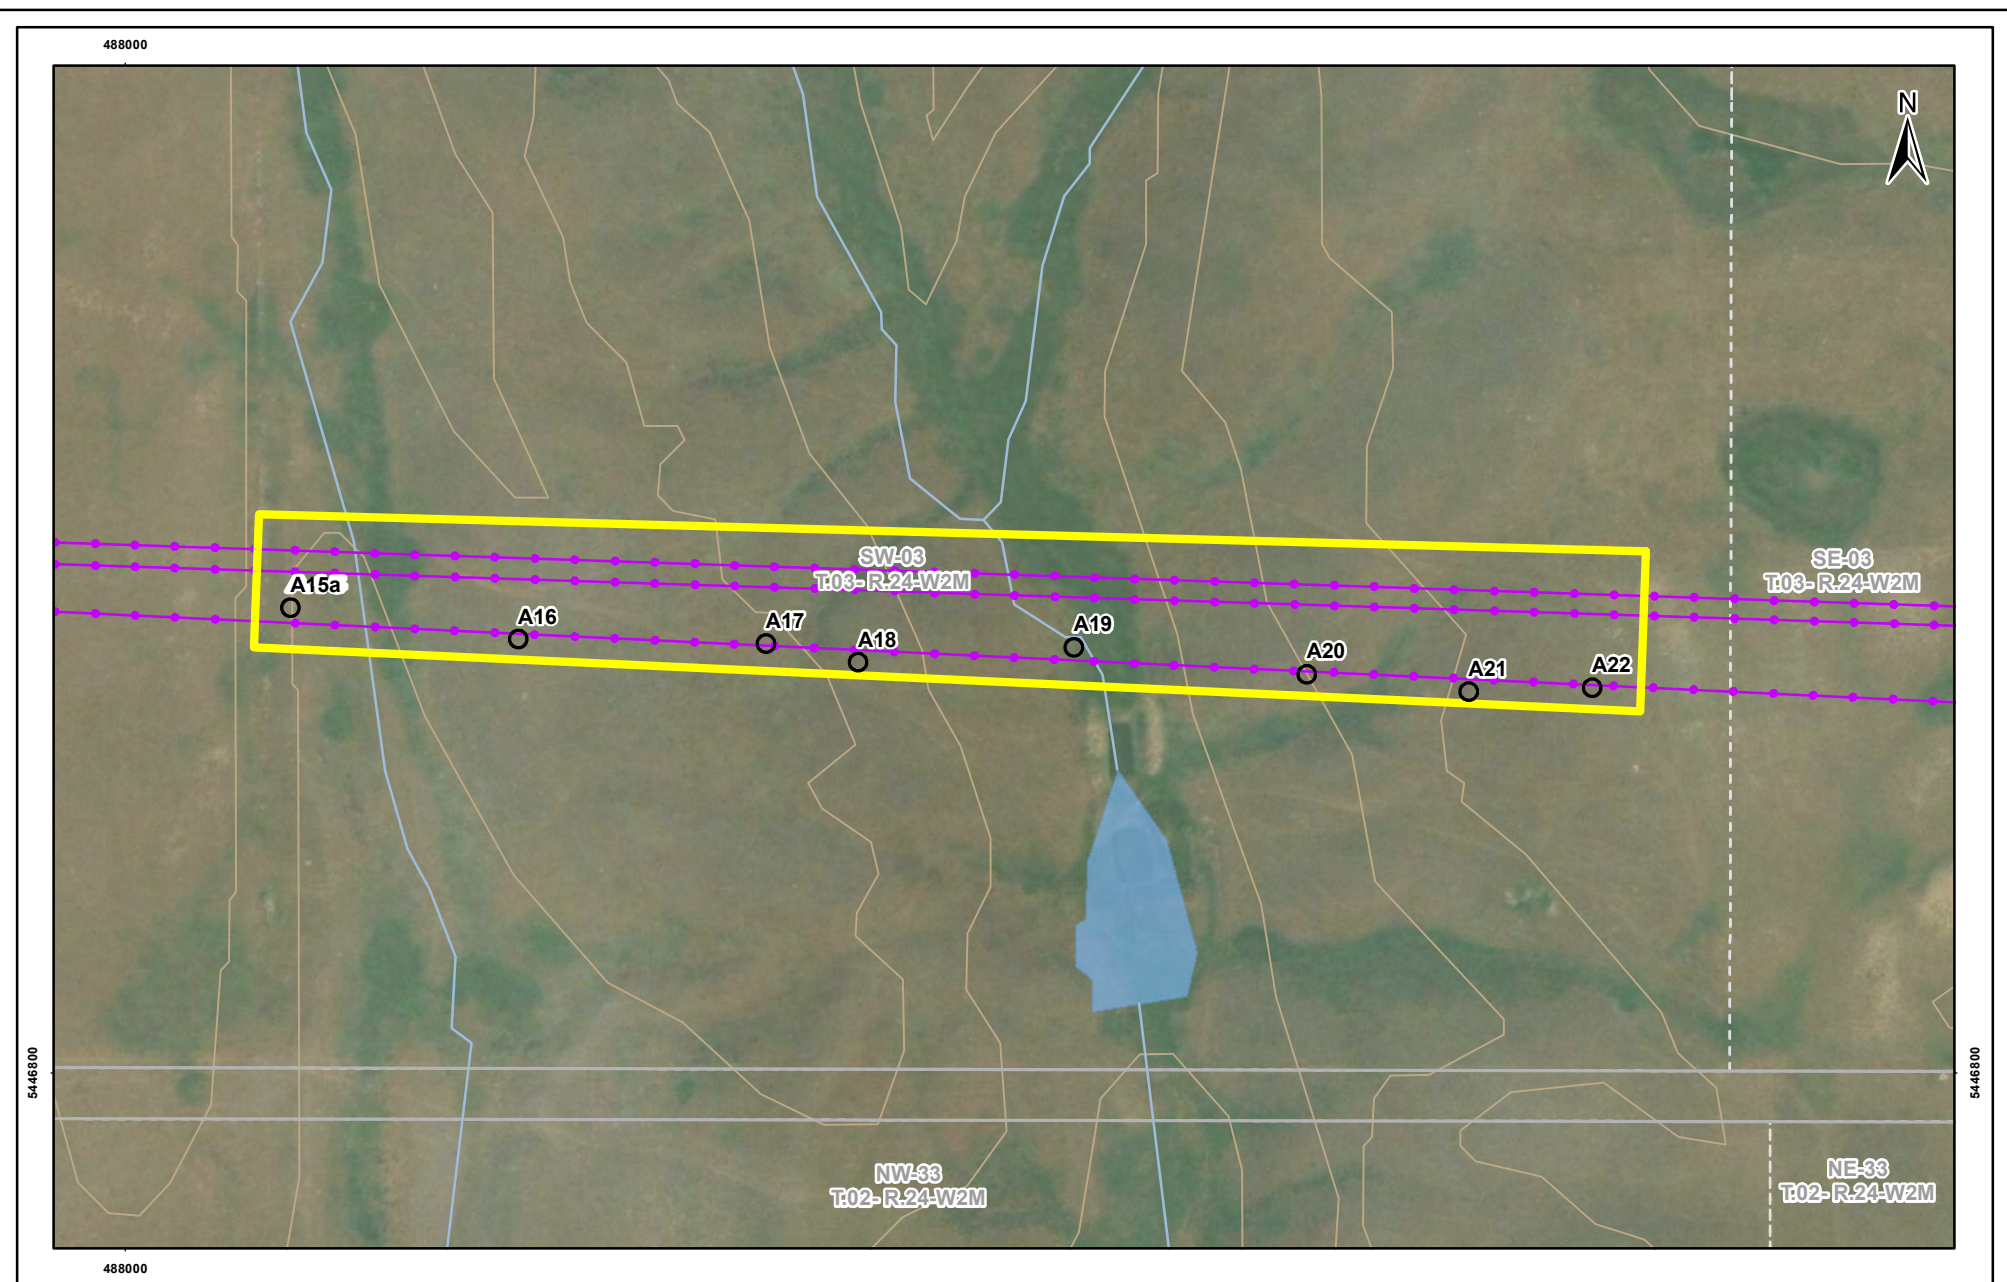 488000
N
SW-03
T.03- R.24-W2M
SE-03
T.03- R.24-W2M
A15a
A16
A17
A18
A19
A20
A21
A22
5446800
5446800
NW-33
T.02- R.24-W2M
NE-33
T.02- R.24-W2M
488000